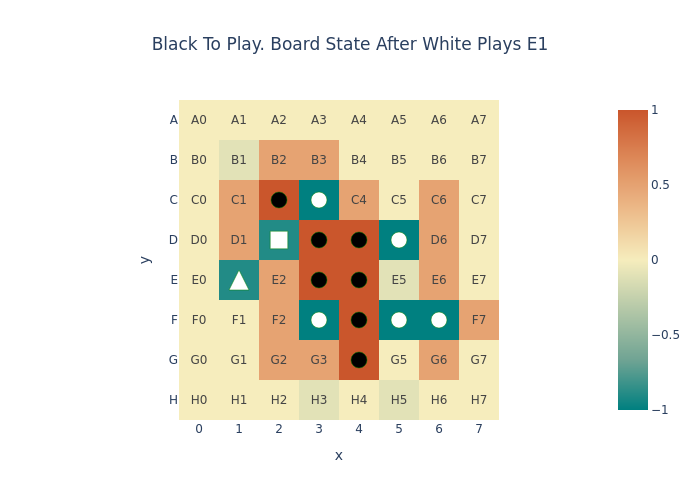 Black To Play. Board State After White Plays E1
A A0 A1 A2 A3 A4 A5 A6 A7
B B0 B1 B2 B3 B4 B5 B6 B7
C C0 C1 C4 C5 C6 C7
D D0 D1 D6 D7
E E0 E2 E5 E6 E7
F F0 F1 F2 F7
G G0 G1 G2 G3 G5 G6 G7
H H0 H1 H2 H3 H4 H5 H6 H7
0 1 2 3 4 5 6 7
x
y
1
0.5
0
−0.5
−1